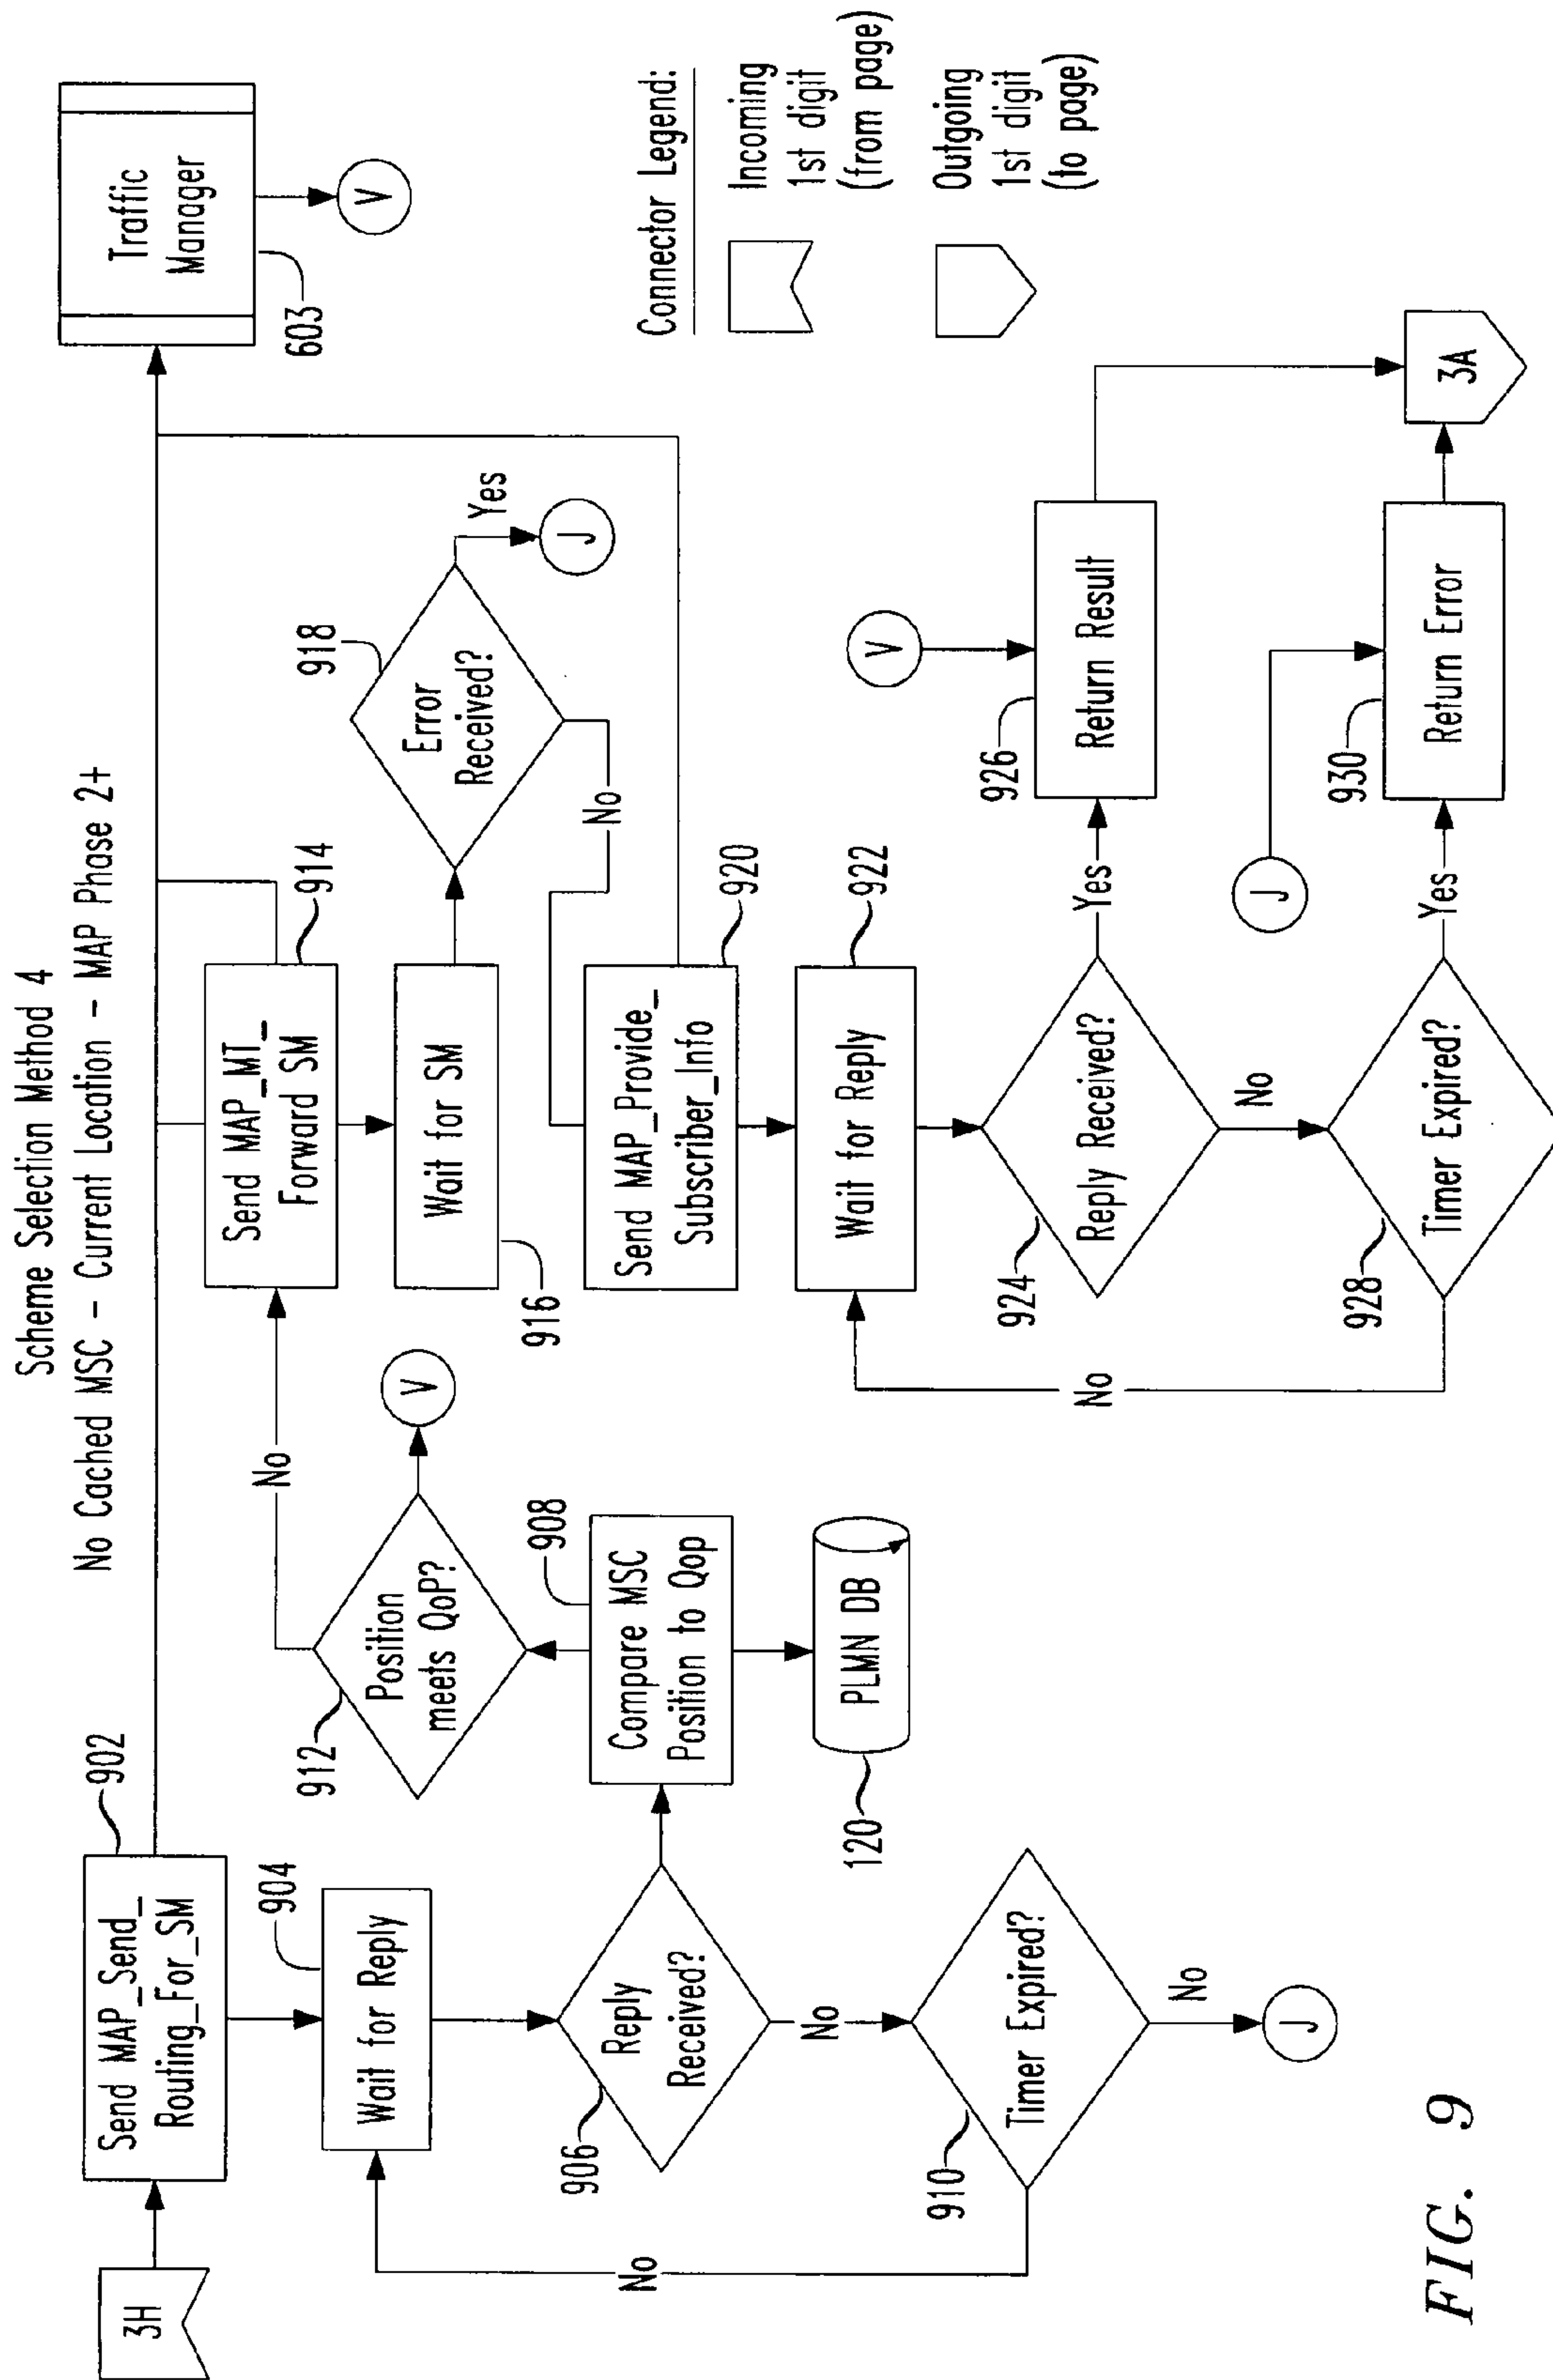 Scheme Selection Method 4
No Cached MSC - Current Location - MAP Phase 2+
3H
Send MAP_Send_
Routing_For_SM
902
Traffic
Manager
603
V
Wait for Reply
904
Reply
Received?
906
No
Timer Expired?
910
No
No
J
Compare MSC
Position to Qop
908
PLMN DB
120
Position
meets QoP?
912
V
No
Send MAP_MT_
Forward SM
914
Wait for SM
916
Error
Received?
918
Yes
J
No
Send MAP_Provide_
Subscriber_Info
920
Wait for Reply
922
Reply Received?
924
Yes
V
Return Result
926
No
Timer Expired?
928
No
Yes
J
Return Error
930
3A
Connector Legend:
Incoming
1st digit
(from page)
Outgoing
1st digit
(to page)
FIG. 9